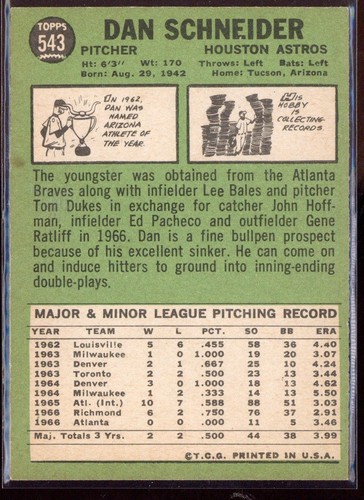 TOPPS
543
DAN SCHNEIDER
PITCHER HOUSTON ASTROS
Ht: 6'3" Wt: 170 Throws: Left Bats: Left
Born: Aug. 29, 1942 Home: Tucson, Arizona
IN 1962,
DAN WAS
NAMED
ARIZONA
ATHLETE OF
THE YEAR.
HIS
HOBBY IS
COLLECTING
RECORDS.
The youngster was obtained from the Atlanta
Braves along with infielder Lee Bales and pitcher
Tom Dukes in exchange for catcher John Hoff-
man, infielder Ed Pacheco and outfielder Gene
Ratliff in 1966. Dan is a fine bullpen prospect
because of his excellent sinker. He can come on
and induce hitters to ground into inning-ending
double-plays.
MAJOR & MINOR LEAGUE PITCHING RECORD
YEAR TEAM W L PCT. SO BB ERA
1962 Louisville 5 6 .455 58 36 4.40
1963 Milwaukee 1 0 1.000 19 20 3.07
1963 Denver 2 1 .667 25 10 4.24
1963 Toronto 2 2 .500 23 13 3.44
1964 Denver 3 0 1.000 34 18 4.62
1964 Milwaukee 1 2 .333 14 13 5.50
1965 Atl. (Int.) 10 7 .588 88 51 3.03
1966 Richmond 6 2 .750 76 37 2.91
1966 Atlanta 0 0 .000 11 5 3.46
Maj. Totals 3 Yrs. 2 2 .500 44 38 3.99
©T.C.G. PRINTED IN U.S.A.